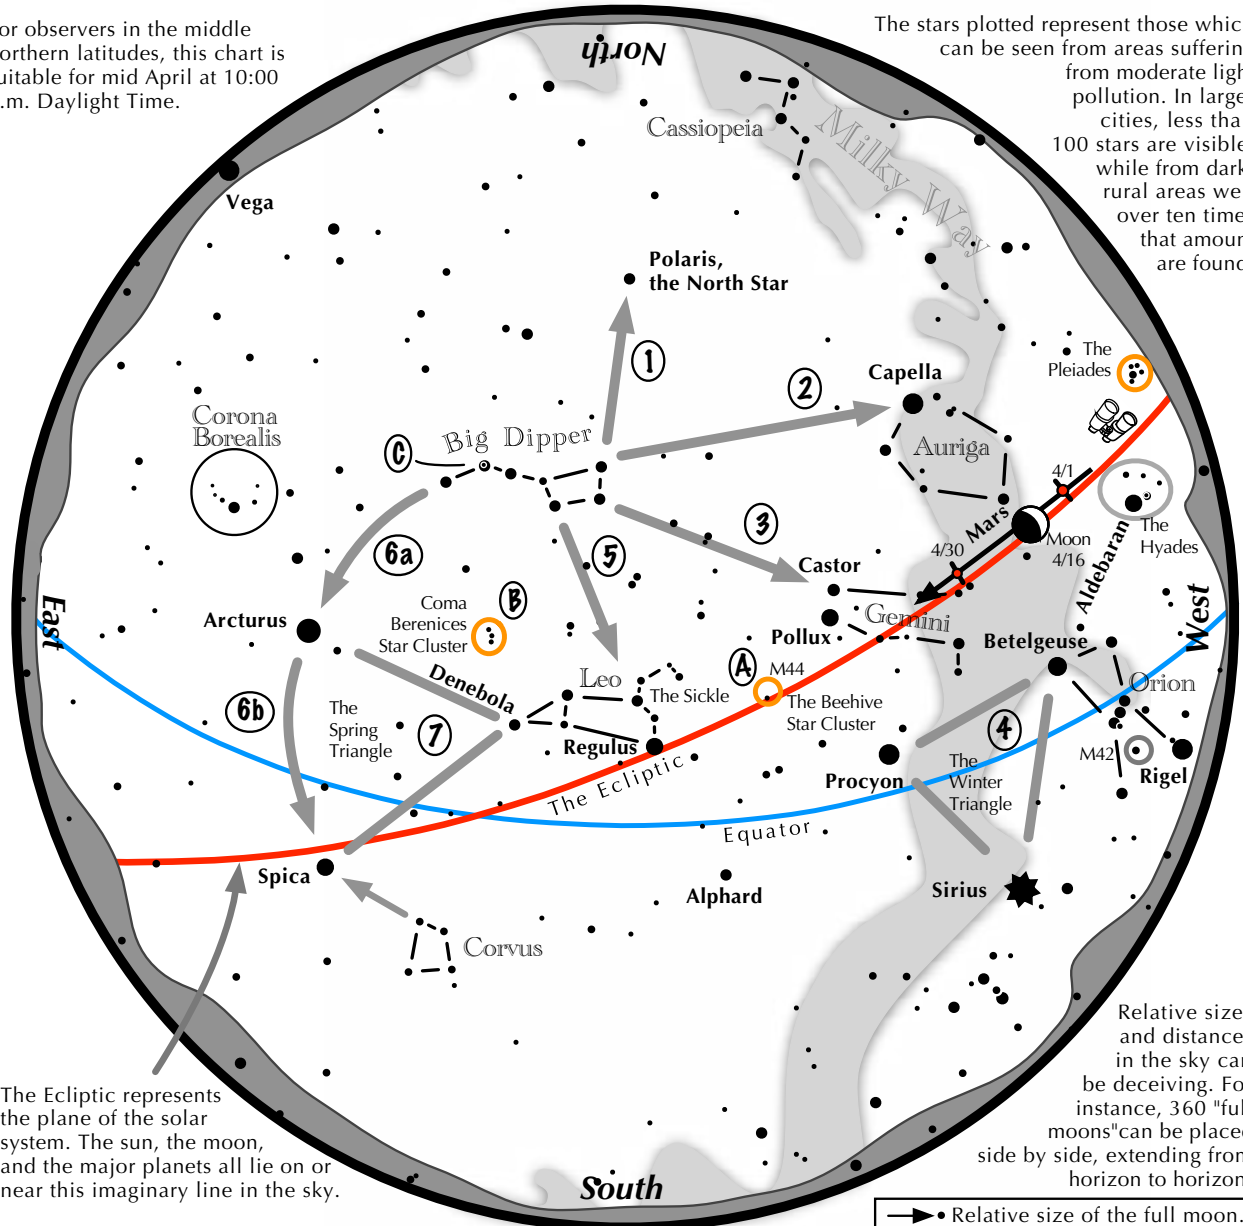 or observers in the middle
orthern latitudes, this chart is
uitable for mid April at 10:00
.m. Daylight Time.
The stars plotted represent those whic
can be seen from areas sufferin
from moderate ligh
pollution. In large
cities, less tha
100 stars are visible
while from dark
rural areas we
over ten time
that amoun
are found
North
Cassiopeia
Milky Way
Vega
Polaris,
the North Star
1
2
Capella
The
Pleiades
Corona
Borealis
Big Dipper
C
Auriga
4/1
Mars
Moon
4/16
The
Hyades
Aldebaran
3
4/30
6a
5
Castor
B
Coma
Berenices
Star Cluster
Gemini
East
West
Arcturus
Pollux
Betelgeuse
A
M44
Denebola
Leo
The Sickle
The Beehive
Star Cluster
Orion
6b
The
Spring
Triangle
7
Regulus
4
M42
Rigel
Procyon
The
Winter
Triangle
The Ecliptic
Equator
Spica
Alphard
Sirius
Corvus
The Ecliptic represents
the plane of the solar
system. The sun, the moon,
and the major planets all lie on or
near this imaginary line in the sky.
Relative size
and distance
in the sky can
be deceiving. Fo
instance, 360 "ful
moons"can be placed
side by side, extending from
horizon to horizon
South
Relative size of the full moon.